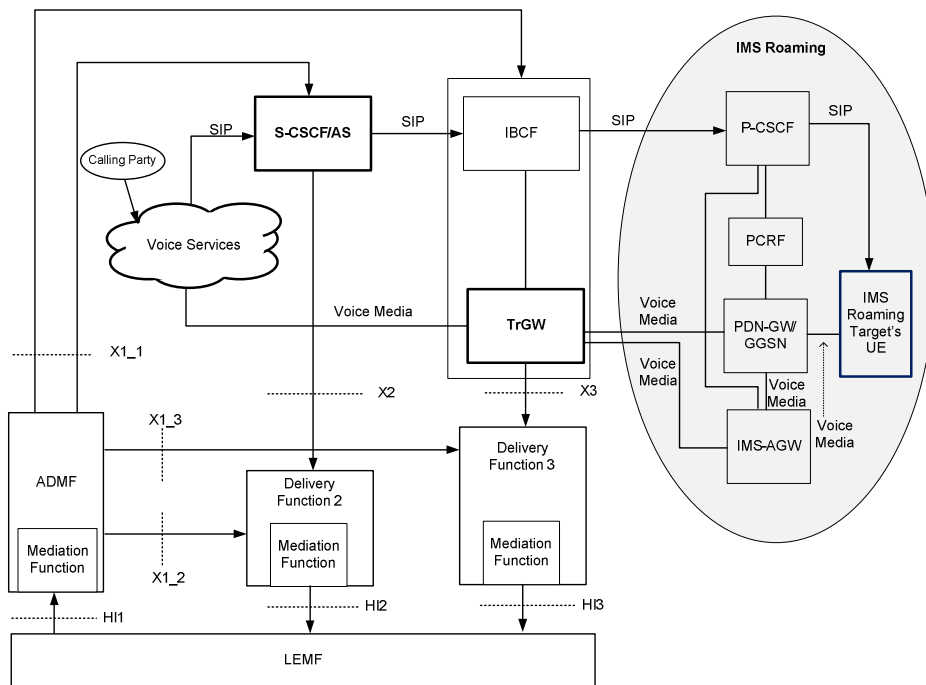 IMS Roaming
S-CSCF/AS
SIP
SIP
IBCF
SIP
P-CSCF
SIP
Calling Party
Voice Services
PCRF
Voice Media
TrGW
Voice
Media
PDN-GW/
GGSN
IMS
Roaming
Target's
UE
X1_1
Voice
Media
Voice
Media
Voice
Media
X2
X3
X1_3
IMS-AGW
ADMF
Delivery
Function 2
Delivery
Function 3
Mediation
Function
Mediation
Function
Mediation
Function
X1_2
HI1
HI2
HI3
LEMF